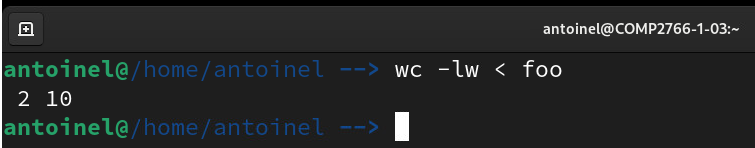 antoinel@COMP2766-1-03:~
antoinel@/home/antoinel --> wc -lw < foo
 2 10
antoinel@/home/antoinel -->